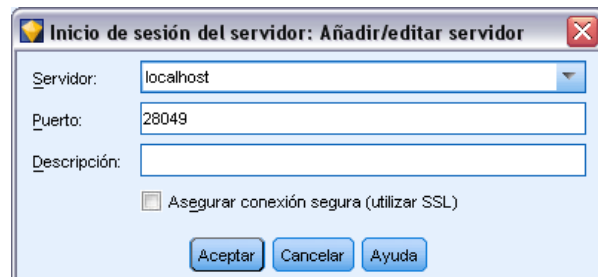 Inicio de sesión del servidor: Añadir/editar servidor
Servidor: localhost
Puerto: 28049
Descripción:
Asegurar conexión segura (utilizar SSL)
Aceptar Cancelar Ayuda